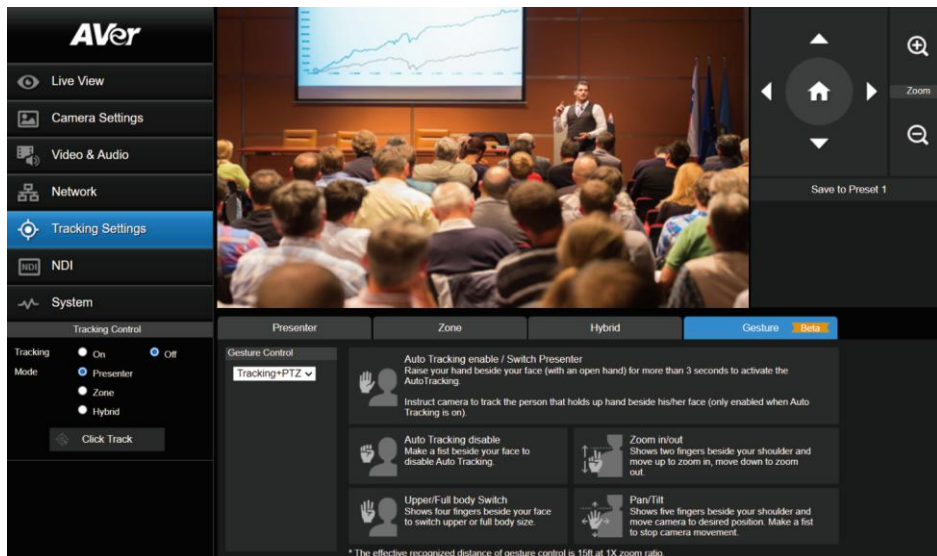 AVer
Live View
Camera Settings
Video & Audio
Network
Tracking Settings
NDI
NDI
System
Tracking Control
Tracking
On
Off
Mode
Presenter
Zone
Hybrid
Click Track
Zoom
Save to Preset 1
Presenter
Zone
Hybrid
Gesture
Beta
Gesture Control
Tracking+PTZ
Auto Tracking enable / Switch Presenter
Raise your hand beside your face (with an open hand) for more than 3 seconds to activate the
AutoTracking.
Instruct camera to track the person that holds up hand beside his/her face (only enabled when Auto
Tracking is on).
Auto Tracking disable
Make a fist beside your face to
disable Auto Tracking.
Zoom in/out
Shows two fingers beside your shoulder and
move up to zoom in, move down to zoom
out.
Upper/Full body Switch
Shows four fingers beside your face
to switch upper or full body size.
Pan/Tilt
Shows five fingers beside your shoulder and
move camera to desired position. Make a fist
to stop camera movement.
* The effective recognized distance of gesture control is 15ft at 1X zoom ratio.